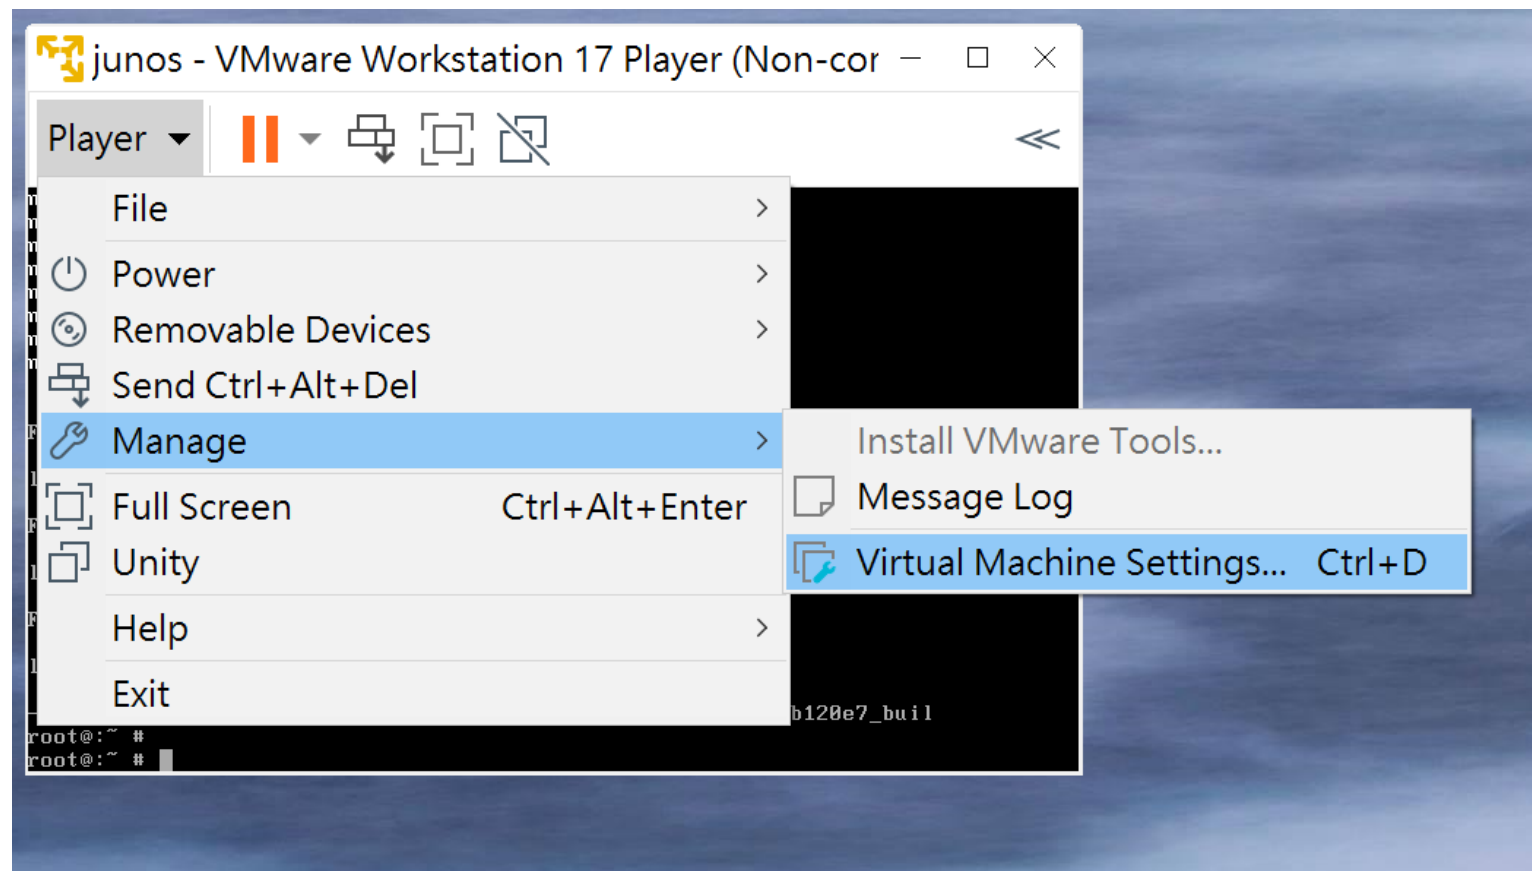 junos - VMware Workstation 17 Player (Non-cor
Player
File
Power
Removable Devices
Send Ctrl+Alt+Del
Manage
Install VMware Tools...
Message Log
Full Screen Ctrl+Alt+Enter
Unity
Virtual Machine Settings... Ctrl+D
Help
Exit
b120e7_buil
root@:~ #
root@:~ #